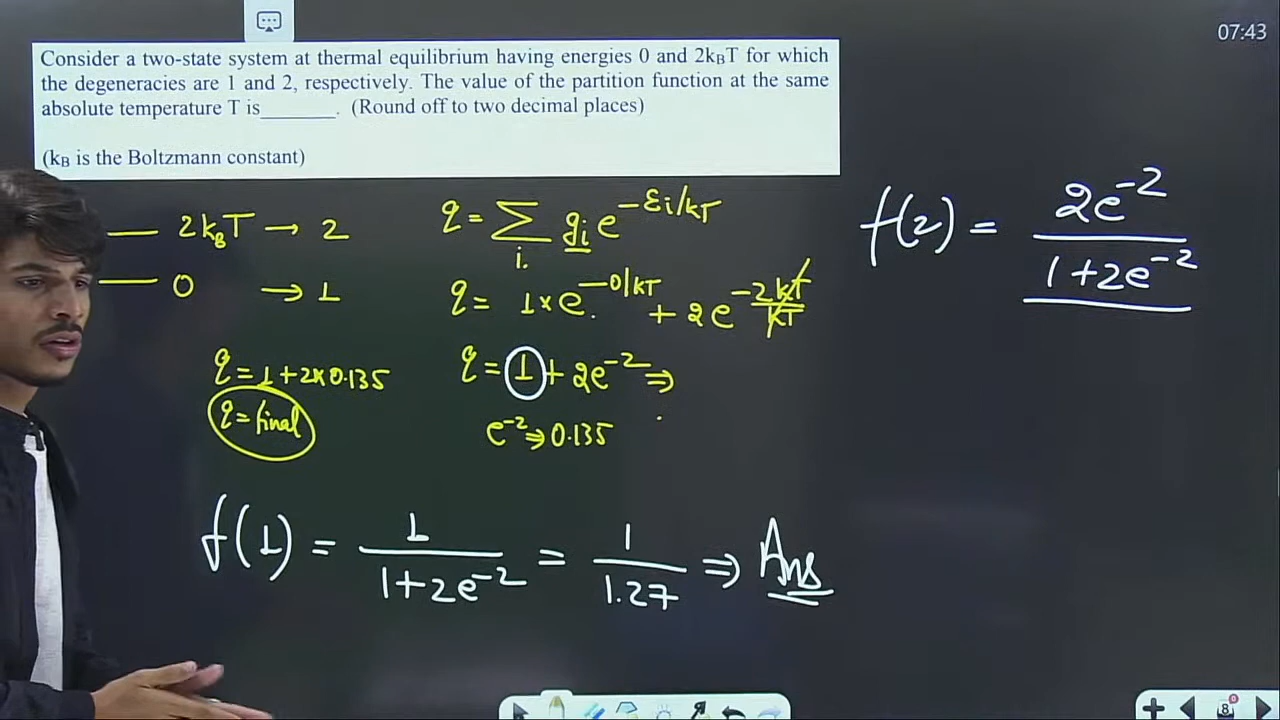 07:43
Consider a two-state system at thermal equilibrium having energies 0 and 2kBT for which
the degeneracies are 1 and 2, respectively. The value of the partition function at the same
absolute temperature T is_______. (Round off to two decimal places)
(kB is the Boltzmann constant)
2kBT → 2
0 → 1
q = Σi. gi e^-εi/kT
q = 1×e^-0/kT + 2e^-2kT/kT
q = 1 + 2e^-2 ⇒
e^-2 ⇒ 0.135
q = 1+2×0.135
q = final
f(1) = 1/1+2e^-2 = 1/1.27 ⇒ Ans
f(2) = 2e^-2/1+2e^-2
8
0